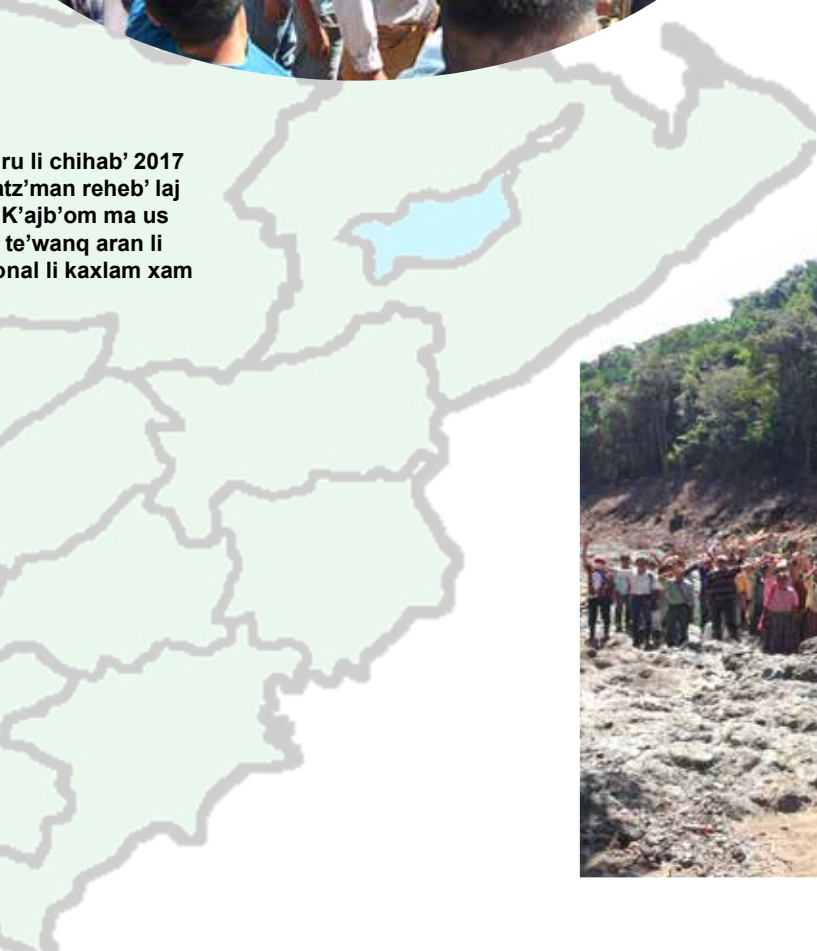 ru li chihab’ 2017
atz’man reheb’ laj
K’ajb’om ma us
te’wanq aran li
onal li kaxlam xam